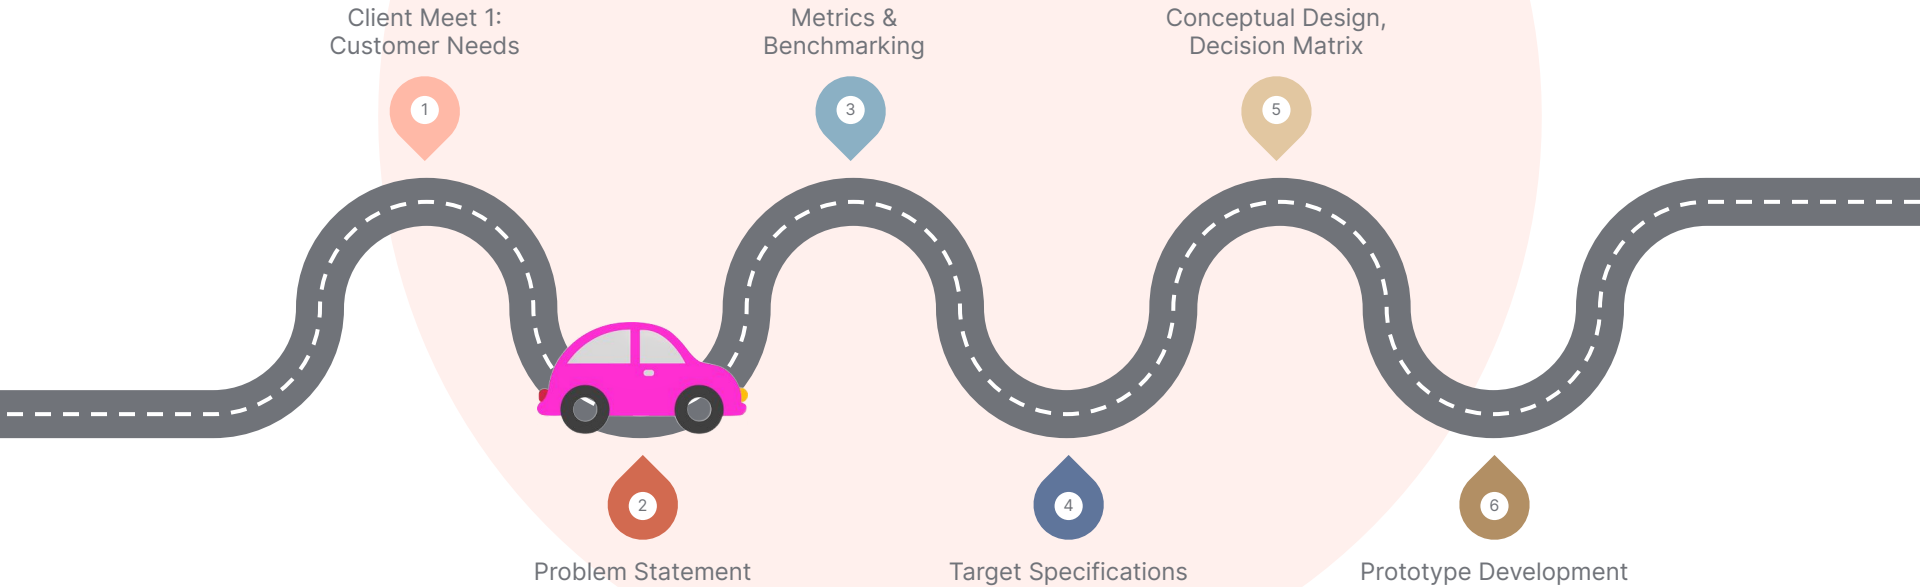 Client Meet 1:
Customer Needs
1
Metrics &
Benchmarking
3
Conceptual Design,
Decision Matrix
5
2
Problem Statement
4
Target Specifications
6
Prototype Development